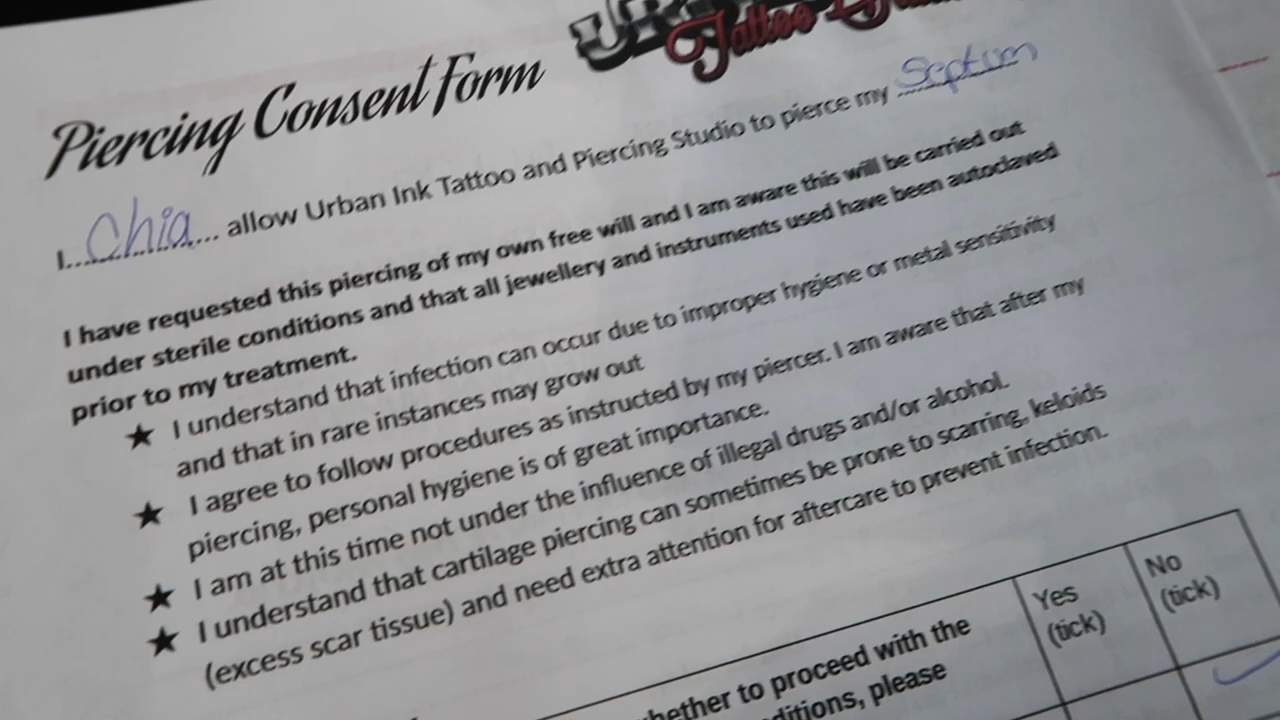 Tattoo
Piercing Consent Form
I.. Chia ... allow Urban Ink Tattoo and Piercing Studio to pierce my Septum
I have requested this piercing of my own free will and I am aware this will be carried out
under sterile conditions and that all jewellery and instruments used have been autoclaved
prior to my treatment.
★ I understand that infection can occur due to improper hygiene or metal sensitivity
and that in rare instances may grow out
★ I agree to follow procedures as instructed by my piercer. I am aware that after my
piercing, personal hygiene is of great importance.
★ I am at this time not under the influence of illegal drugs and/or alcohol.
★ I understand that cartilage piercing can sometimes be prone to scarring, keloids
(excess scar tissue) and need extra attention for aftercare to prevent infection.
Yes
(tick)
No
(tick)
to proceed with the
please